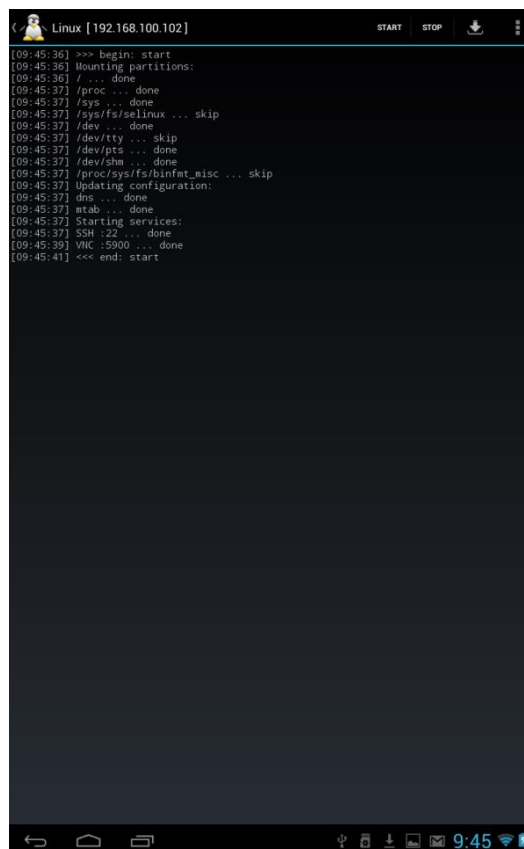 Linux [ 192.168.100.102 ]
START STOP
[09:45:36] >>> begin: start
[09:45:36] Mounting partitions:
[09:45:36] / ... done
[09:45:37] /proc ... done
[09:45:37] /sys ... done
[09:45:37] /sys/fs/selinux ... skip
[09:45:37] /dev ... done
[09:45:37] /dev/tty ... skip
[09:45:37] /dev/pts ... done
[09:45:37] /dev/shm ... done
[09:45:37] /proc/sys/fs/binfmt_misc ... skip
[09:45:37] Updating configuration:
[09:45:37] dns ... done
[09:45:37] mtab ... done
[09:45:37] Starting services:
[09:45:37] SSH :22 ... done
[09:45:39] VNC :5900 ... done
[09:45:41] <<< end: start
9:45